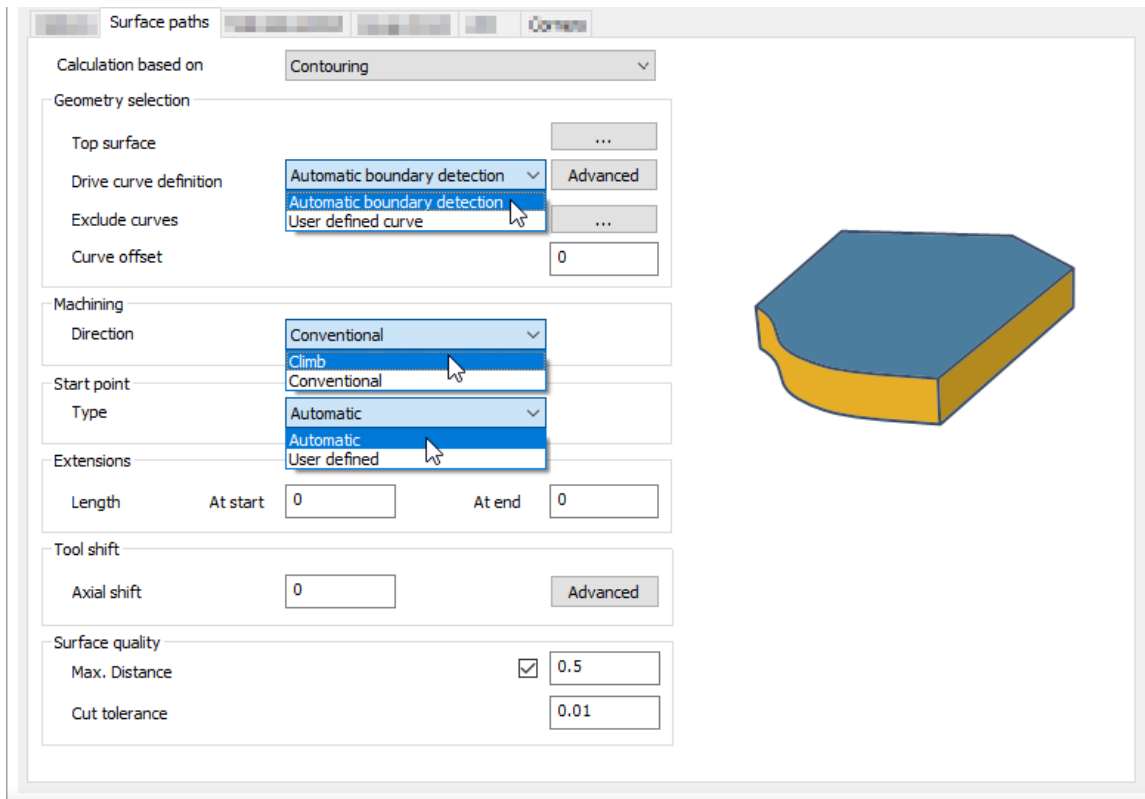 Surface paths Corners
Calculation based on Contouring
Geometry selection
Top surface ...
Drive curve definition Automatic boundary detection Advanced
Automatic boundary detection
Exclude curves User defined curve ...
Curve offset 0
Machining
Direction Conventional
Climb
Conventional
Start point
Type Automatic
Automatic
User defined
Extensions
Length At start 0 At end 0
Tool shift
Axial shift 0 Advanced
Surface quality
Max. Distance 0.5
Cut tolerance 0.01